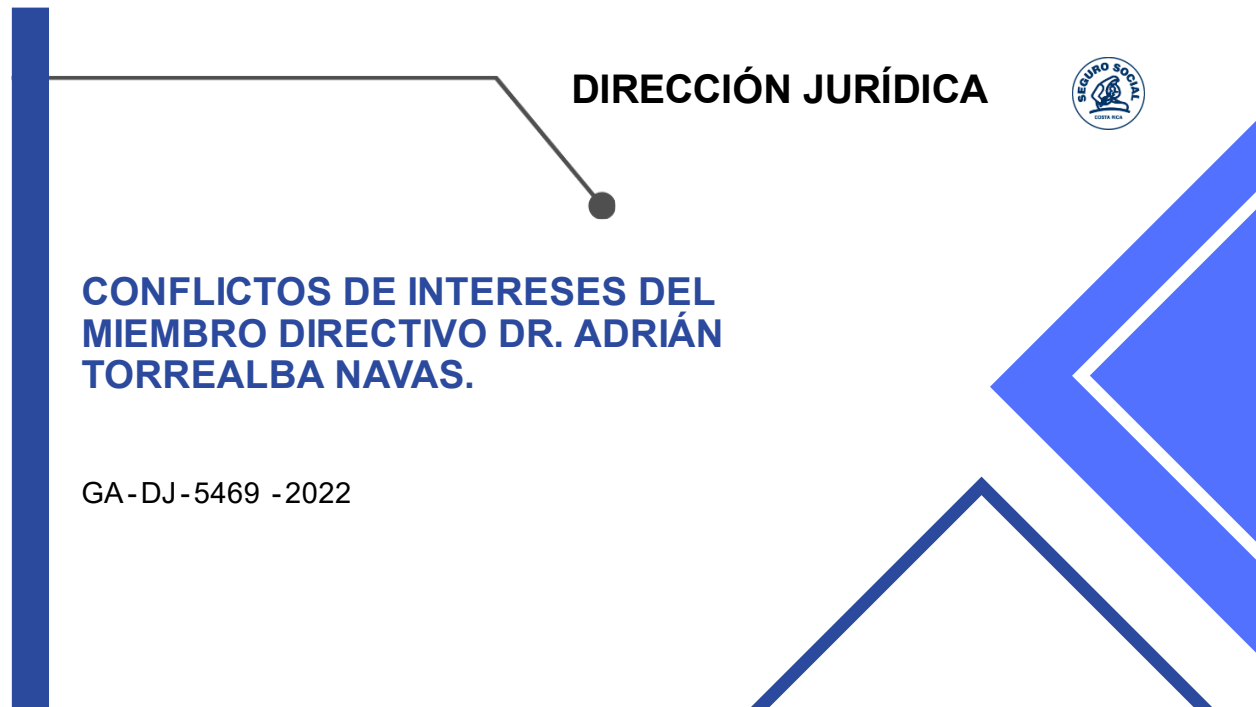 DIRECCIÓN JURÍDICA
SEGURO SOCIAL
COSTA RICA
CONFLICTOS DE INTERESES DEL
MIEMBRO DIRECTIVO DR. ADRIÁN
TORREALBA NAVAS.
GA-DJ-5469 -2022